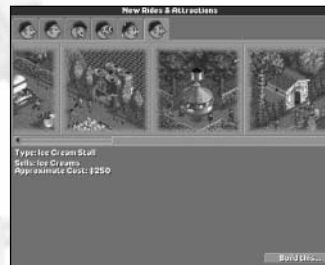 New Rides & Attractions
Type: Ice Cream Stall
Sells: Ice Creams
Approximate Cost: $250
Build this...